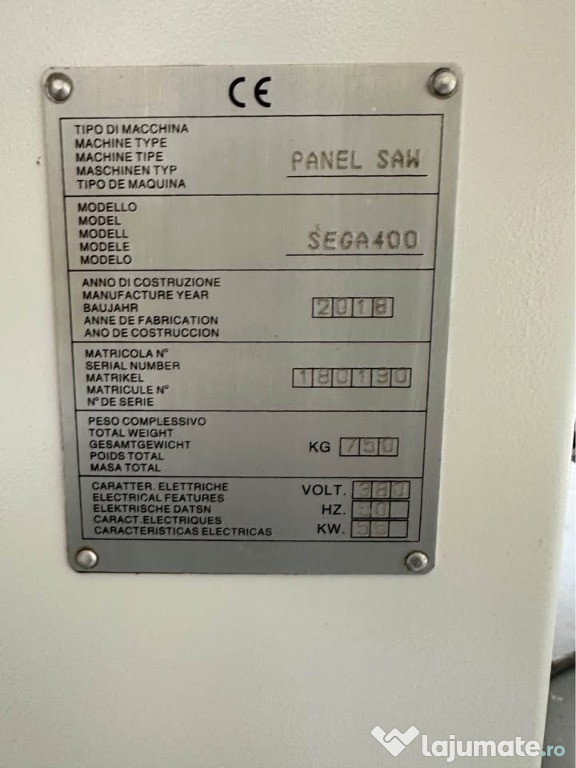 CE
TIPO DI MACCHINA
MACHINE TYPE
MACHINE TIPE
MASCHINEN TYP
TIPO DE MAQUINA
PANEL SAW
MODELLO
MODEL
MODELL
MODELE
MODELO
SEGA400
ANNO DI COSTRUZIONE
MANUFACTURE YEAR
BAUJAHR
ANNE DE FABRICATION
ANO DE COSTRUCCION
2018
MATRICOLA N°
SERIAL NUMBER
MATRIKEL
MATRICULE N°
N° DE SERIE
180190
PESO COMPLESSIVO
TOTAL WEIGHT
GESAMTGEWICHT
POIDS TOTAL
MASA TOTAL
KG 750
CARATTER. ELETTRICHE
ELECTRICAL FEATURES
ELEKTRISCHE DATSN
CARACT. ELECTRIQUES
CARACTERISTICAS ELECTRICAS
VOLT. 380
HZ. 50
KW.
lajumate.ro